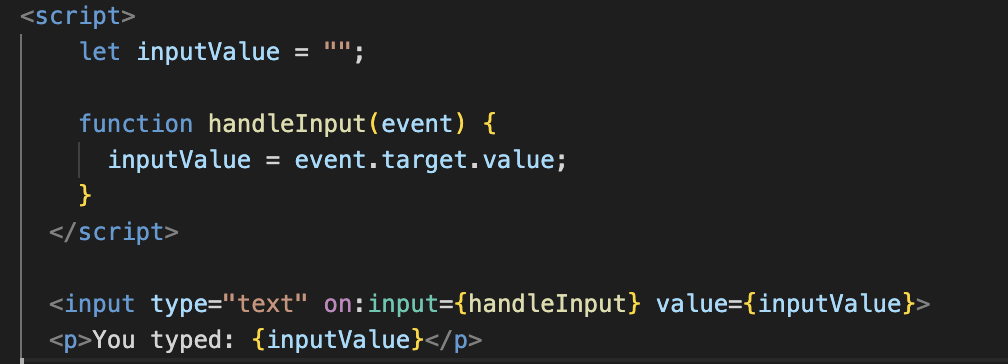 <script>
let inputValue = "";
function handleInput(event) {
inputValue = event.target.value;
}
</script>
<input type="text" on:input={handleInput} value={inputValue}>
<p>You typed: {inputValue}</p>